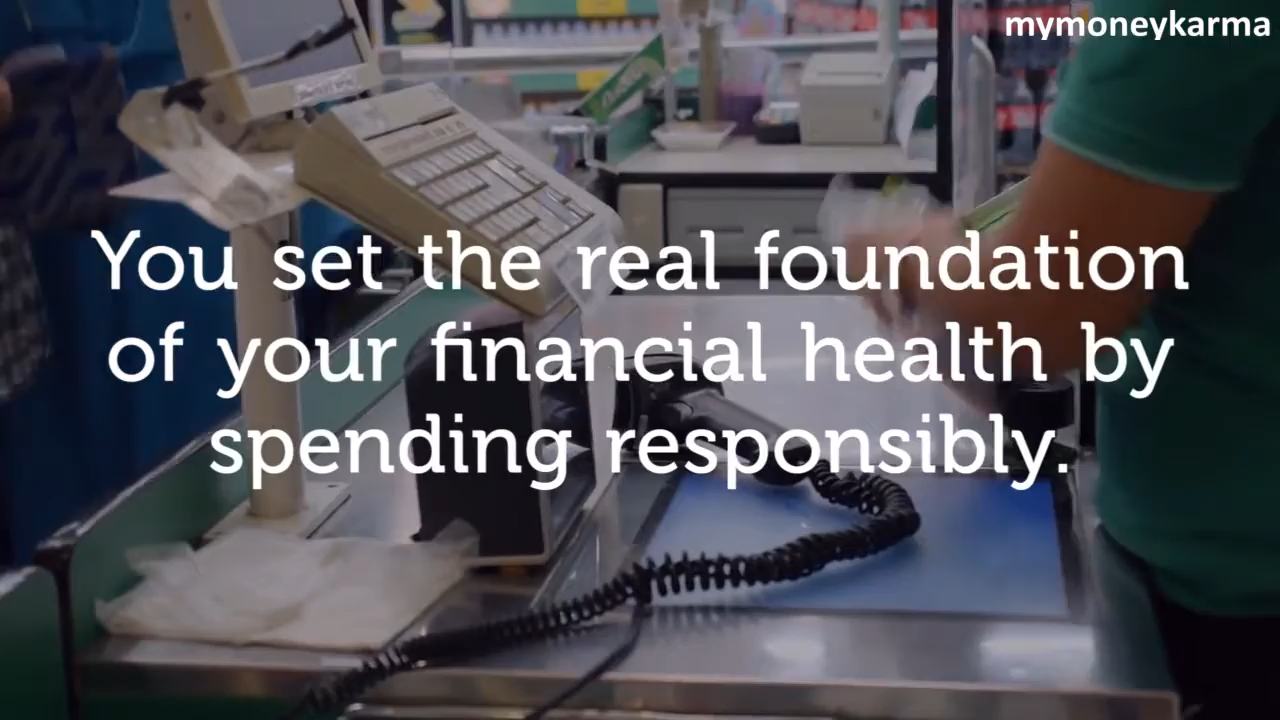 mymoneykarma
You set the real foundation
of your financial health by
spending responsibly.